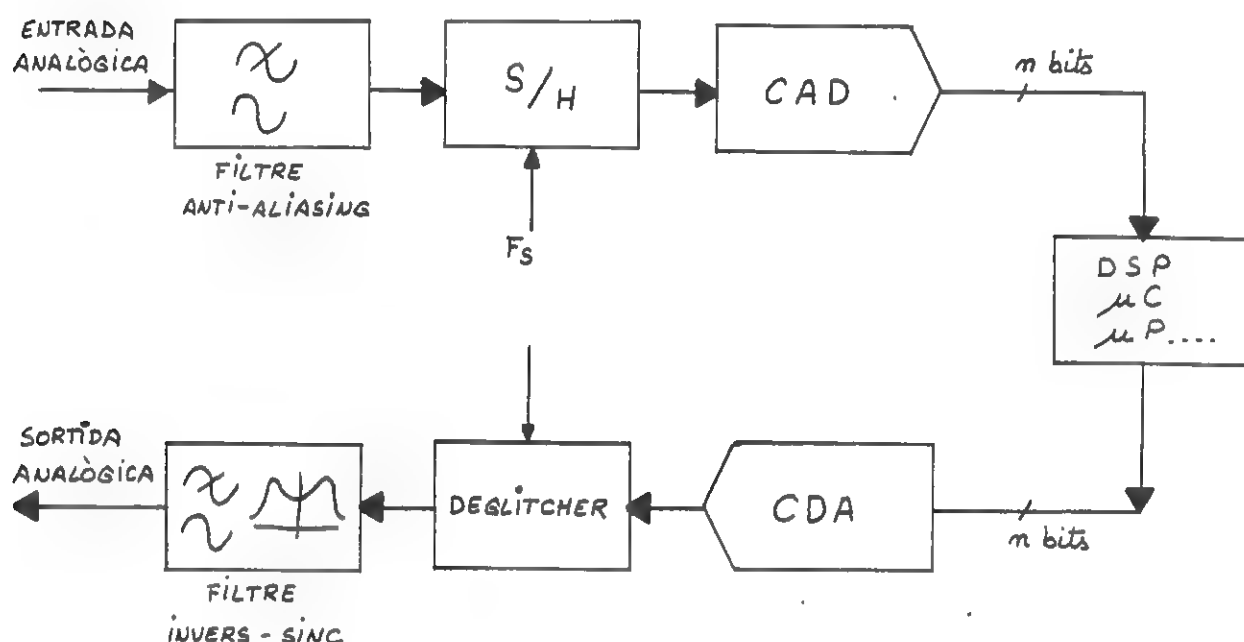 ENTRADA
ANALÒGICA
FILTRE
ANTI-ALIASING
S/H
FS
CAD
n bits
DSP
μC
μP....
n bits
CDA
DEGLITCHER
SORTIDA
ANALÒGICA
FILTRE
INVERS - SINC